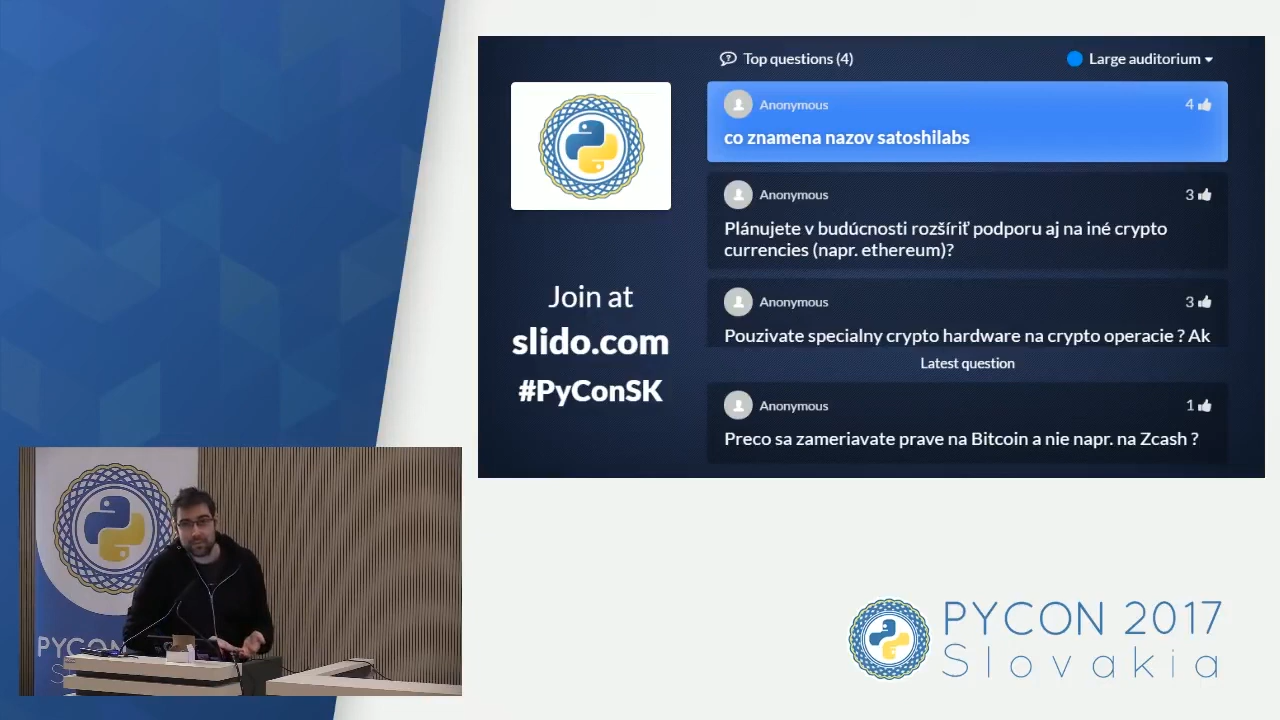 Top questions (4)
Large auditorium
Anonymous
4
co znamena nazov satoshilabs
Anonymous
3
Plánujete v budúcnosti rozšíriť podporu aj na iné crypto
currencies (napr. ethereum)?
Anonymous
3
Pouzivate specialny crypto hardware na crypto operacie ? Ak
Latest question
Anonymous
1
Preco sa zameriavate prave na Bitcoin a nie napr. na Zcash ?
Join at
slido.com
#PyConSK
PYCON
S
PYCON 2017
Slovakia